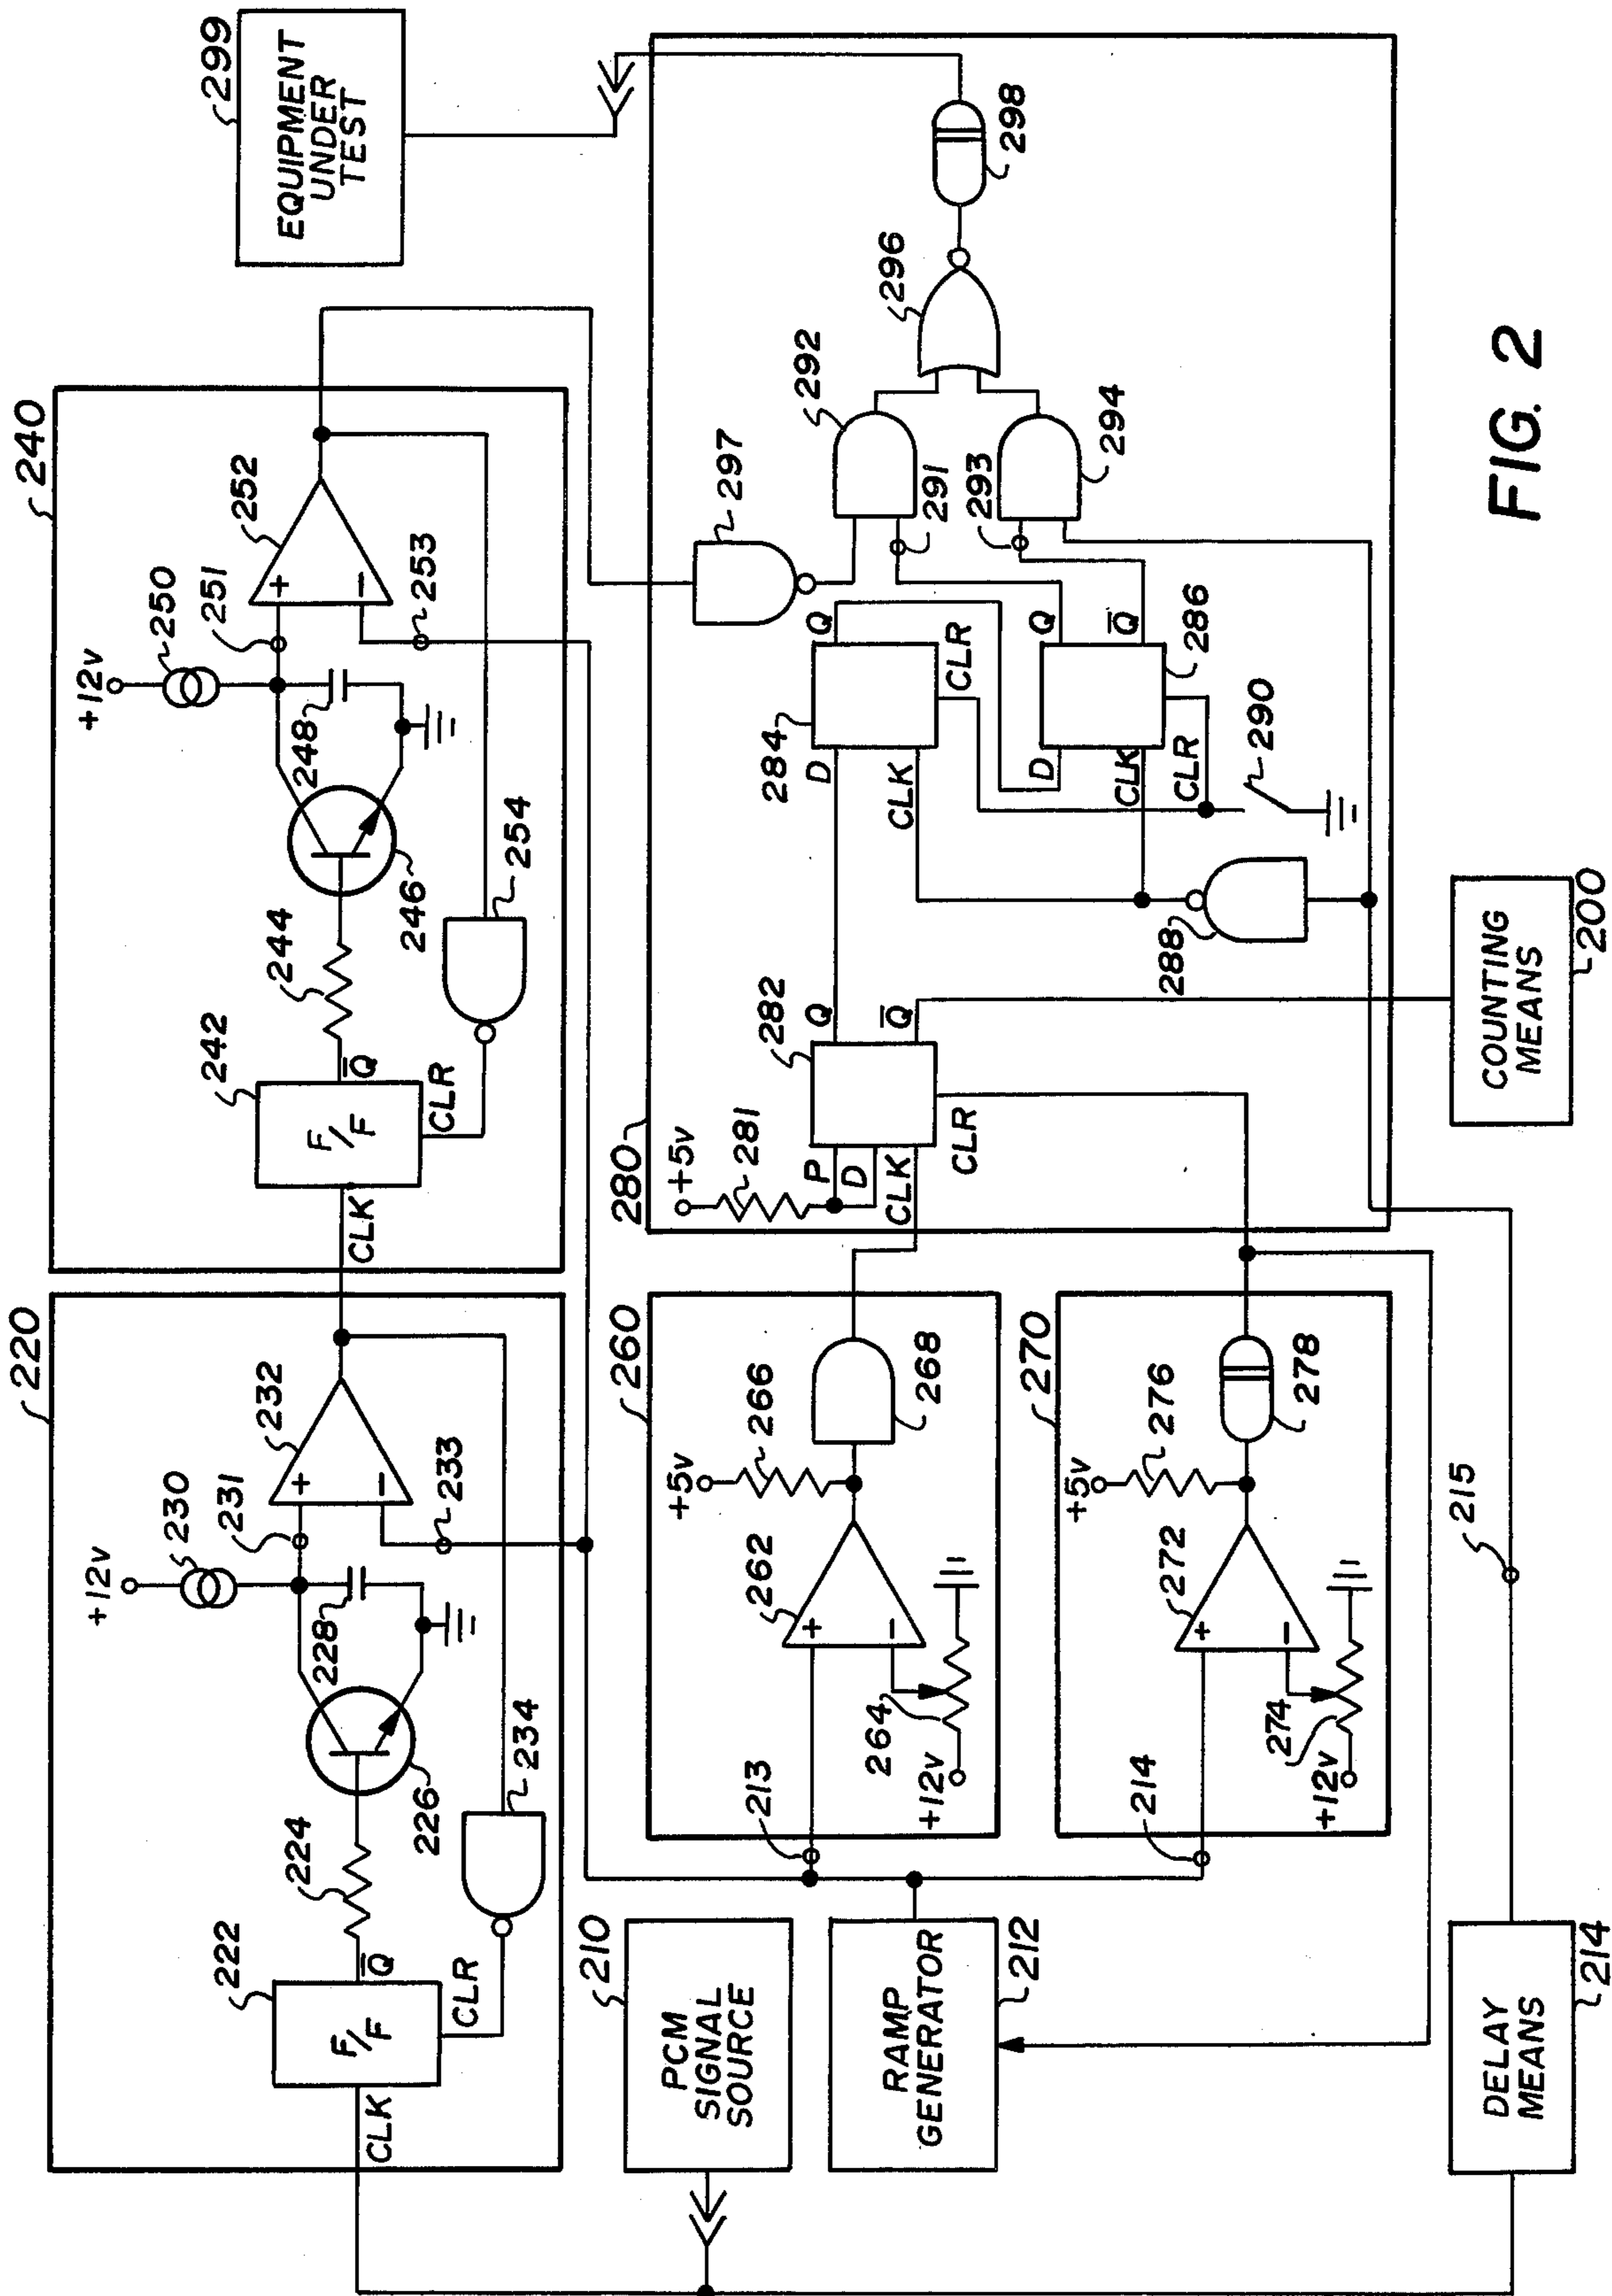 220
222
F/F
CLK
Q̅
CLR
224
226
228
+12v
230
231
232
+
−
233
234
240
242
F/F
CLK
Q̅
CLR
244
246
248
+12v
250
251
252
+
−
253
254
299
EQUIPMENT
UNDER
TEST
210
PCM
SIGNAL
SOURCE
RAMP
GENERATOR
212
213
214
260
262
+
−
264
+12v
+5v
266
268
270
272
+
−
274
+12v
+5v
276
278
280
+5v
281
P
D
CLK
CLR
282
Q
Q̅
284
D
CLK
Q
CLR
D
CLK
CLR
Q
Q̅
286
288
290
291
292
293
294
296
297
298
DELAY
MEANS
214
215
COUNTING
MEANS
200
FIG. 2